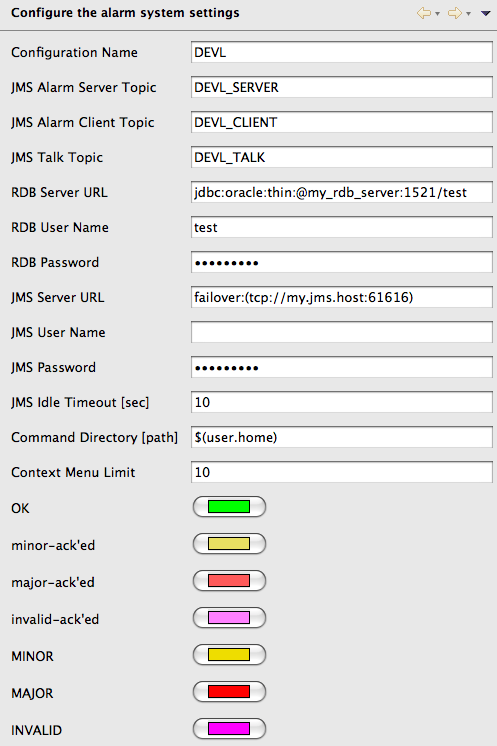 Configure the alarm system settings
Configuration Name DEVL
JMS Alarm Server Topic DEVL_SERVER
JMS Alarm Client Topic DEVL_CLIENT
JMS Talk Topic DEVL_TALK
RDB Server URL jdbc:oracle:thin:@my_rdb_server:1521/test
RDB User Name test
RDB Password •••••••••
JMS Server URL failover:(tcp://my.jms.host:61616)
JMS User Name
JMS Password •••••••••
JMS Idle Timeout [sec] 10
Command Directory [path] $(user.home)
Context Menu Limit 10
OK
minor-ack'ed
major-ack'ed
invalid-ack'ed
MINOR
MAJOR
INVALID